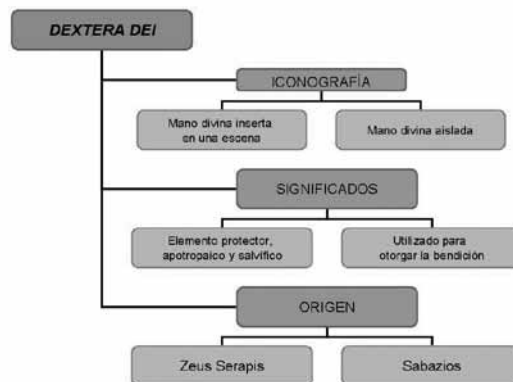 DEXTERA DEI
ICONOGRAFÍA
Mano divina inserta
en una escena
Mano divina aislada
SIGNIFICADOS
Elemento protector,
apotropaico y salvífico
Utilizado para
otorgar la bendición
ORIGEN
Zeus Serapis
Sabazios